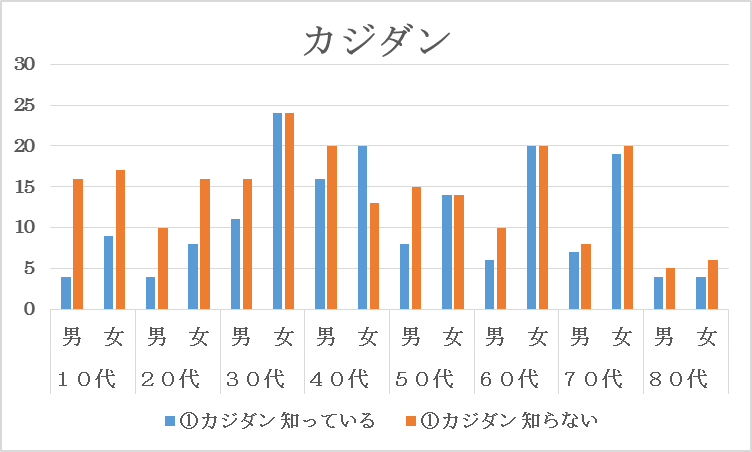 カジダン
30
25
20
15
10
5
0
男 女 男 女 男 女 男 女 男 女 男 女 男 女 男 女
１０代 ２０代 ３０代 ４０代 ５０代 ６０代 ７０代 ８０代
①カジダン 知っている ①カジダン 知らない